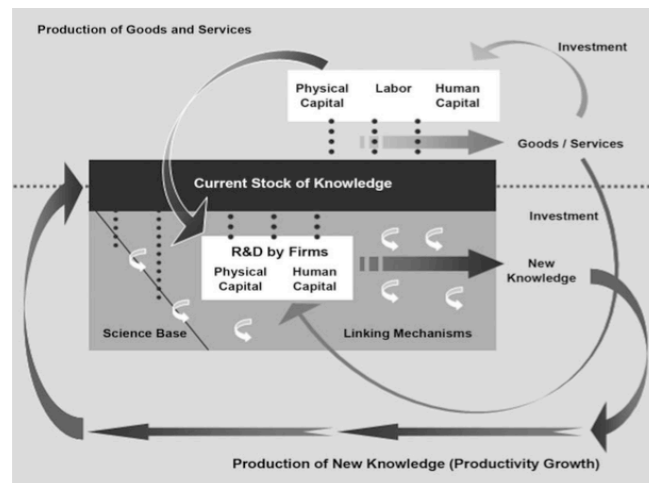 Production of Goods and Services
Investment
Physical Capital
Labor
Human Capital
Goods / Services
Current Stock of Knowledge
Investment
R&D by Firms
Physical Capital
Human Capital
New Knowledge
Science Base
Linking Mechanisms
Production of New Knowledge (Productivity Growth)